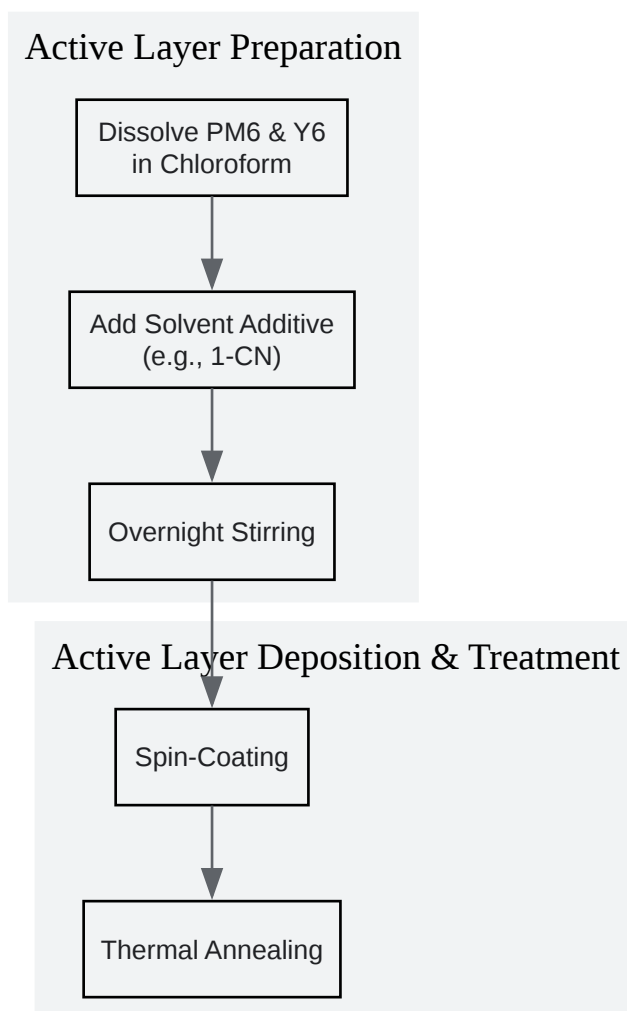 Active Layer Preparation
Dissolve PM6 & Y6
in Chloroform
Add Solvent Additive
(e.g., 1-CN)
Overnight Stirring
Active Layer Deposition & Treatment
Spin-Coating
Thermal Annealing